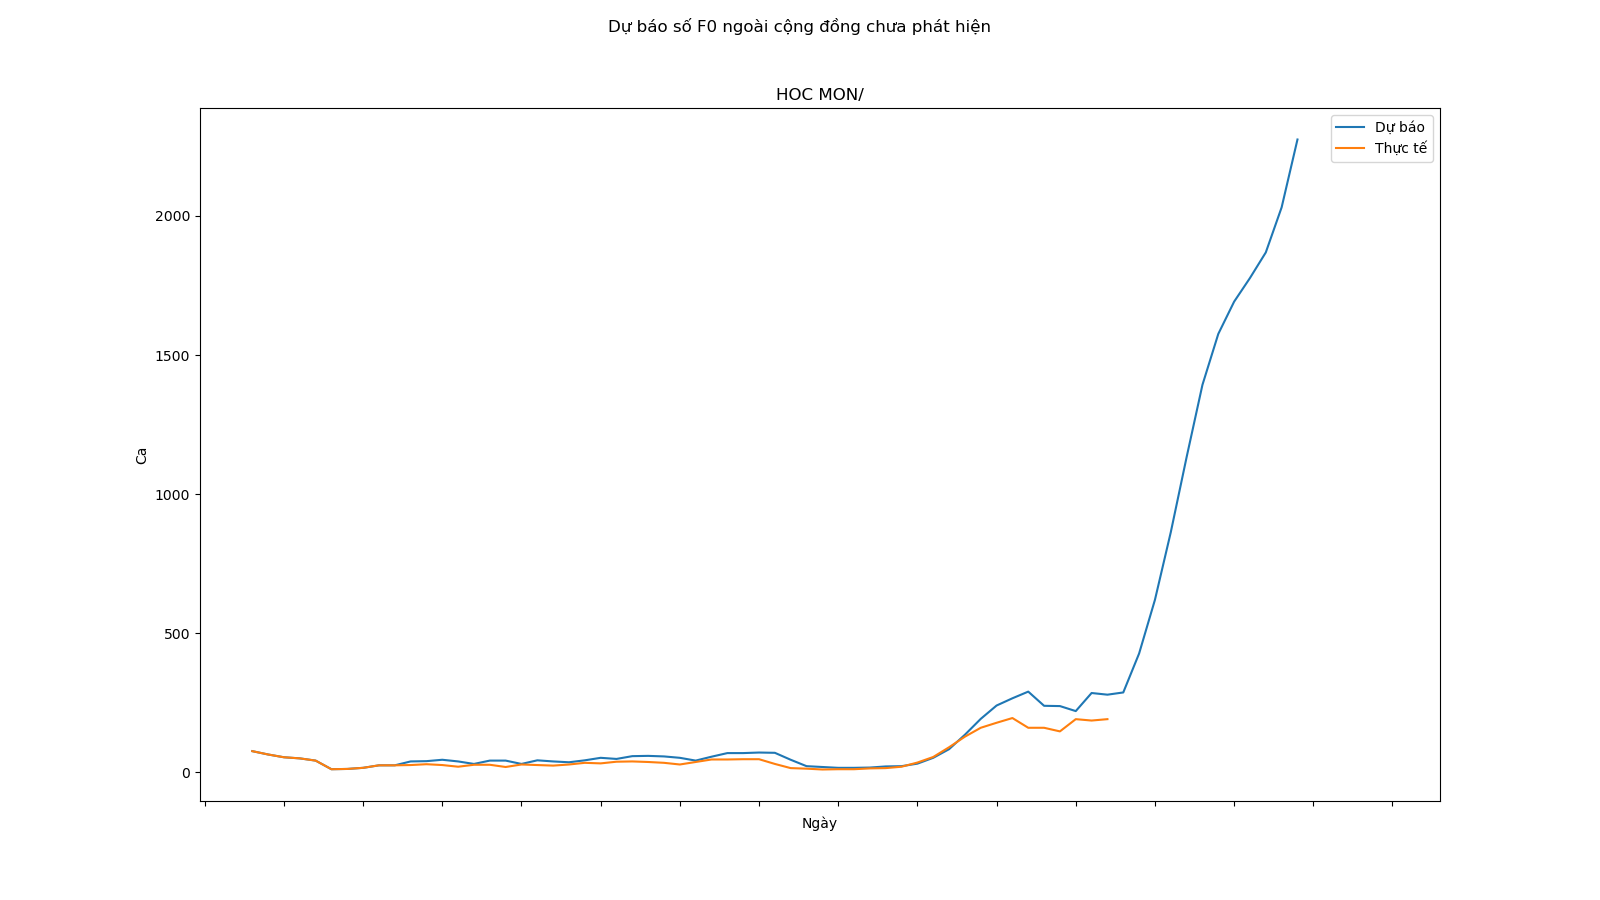 Dự báo số F0 ngoài cộng đồng chưa phát hiện
HOC MON/
Dự báo
Thực tế
2000
1500
1000
500
0
Ca
Ngày